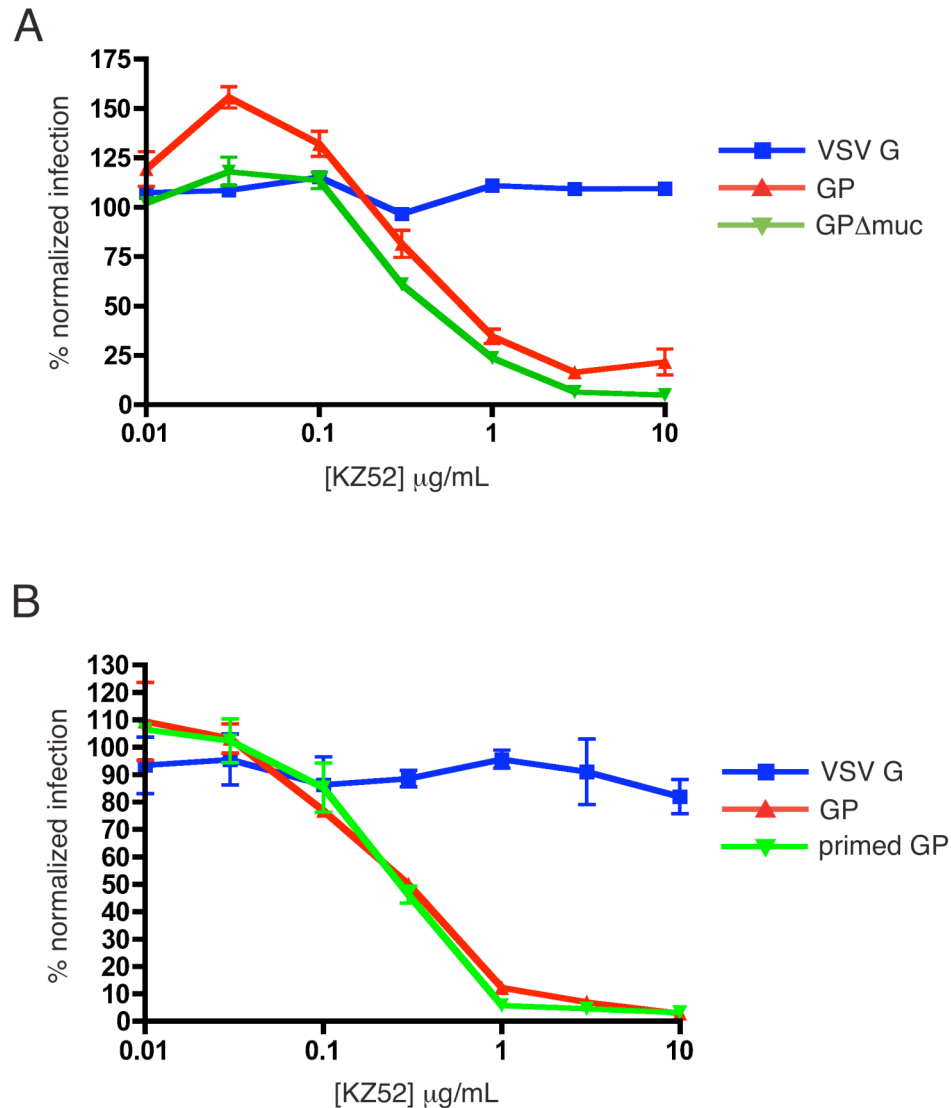 A
% normalized infection
175
150
125
100
75
50
25
0
0.01
0.1
1
10
[KZ52] μg/mL
VSV G
GP
GPΔmuc
B
% normalized infection
130
120
110
100
90
80
70
60
50
40
30
20
10
0
0.01
0.1
1
10
[KZ52] μg/mL
VSV G
GP
primed GP